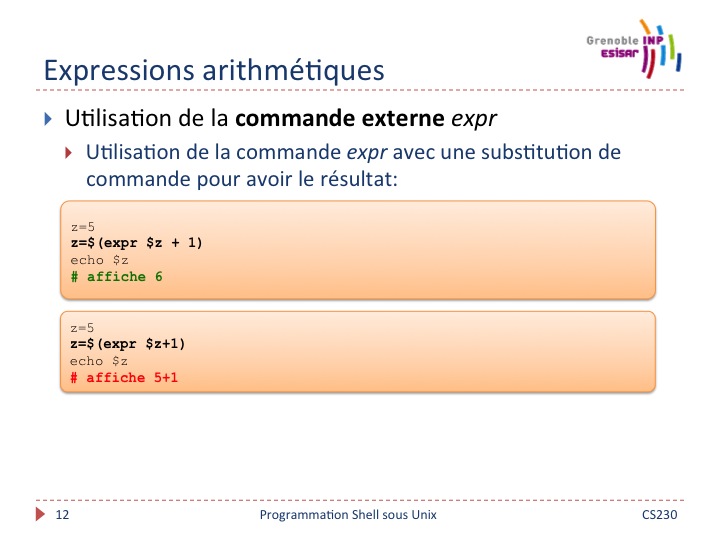 Grenoble INP
ESISAR
Expressions arithmétiques
Utilisation de la commande externe expr
Utilisation de la commande expr avec une substitution de
commande pour avoir le résultat:
z=5
z=$(expr $z + 1)
echo $z
# affiche 6
z=5
z=$(expr $z+1)
echo $z
# affiche 5+1
12 Programmation Shell sous Unix CS230